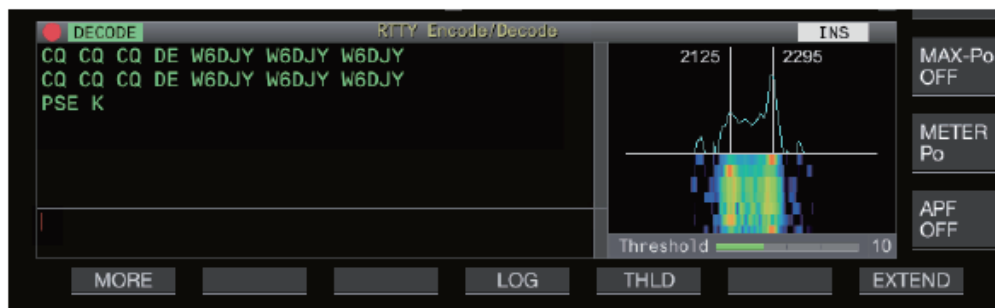 DECODE RTTY Encode/Decode INS
CQ CQ CQ DE W6DJY W6DJY W6DJY
CQ CQ CQ DE W6DJY W6DJY W6DJY
PSE K
2125 2295
Threshold 10
MAX-Po
OFF
METER
Po
APF
OFF
MORE LOG THLD EXTEND